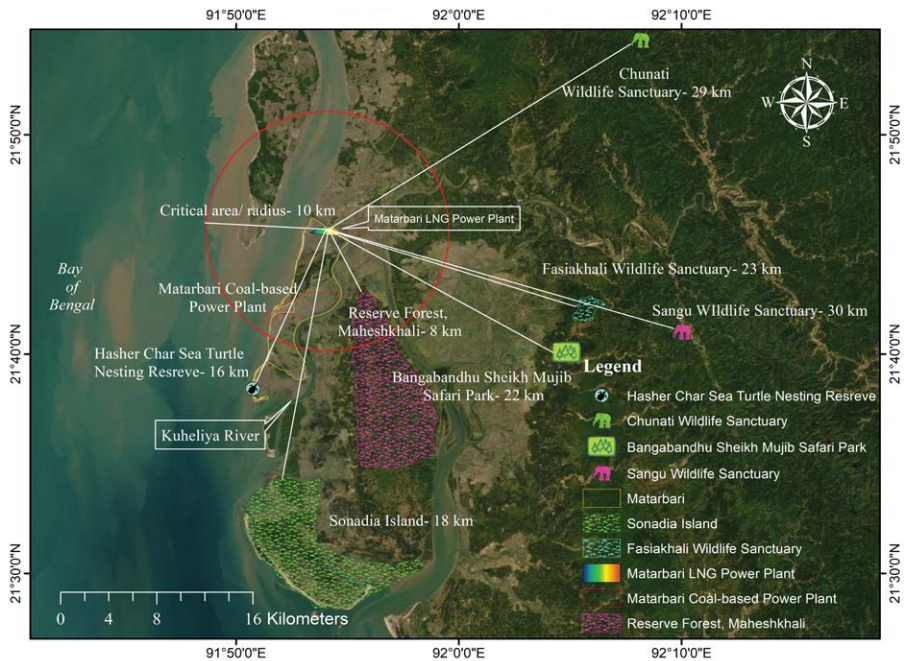 91°50'0"E 92°0'0"E 92°10'0"E
Chunati
Wildlife Sanctuary- 29 km
N
W E
S
21°50'0"N 21°50'0"N
Critical area/ radius- 10 km
Matarbari LNG Power Plant
Bay
of
Bengal
Fasiakhali Wildlife Sanctuary- 23 km
Matarbari Coal-based
Power Plant
Reserve Forest,
Maheshkhali- 8 km
Sangu WIldlife Sanctuary- 30 km
21°40'0"N 21°40'0"N
Hasher Char Sea Turtle
Nesting Resreve- 16 km
Bangabandhu Sheikh Mujib
Safari Park- 22 km
Kuheliya River
Sonadia Island- 18 km
Legend
Hasher Char Sea Turtle Nesting Resreve
Chunati Wildlife Sanctuary
Bangabandhu Sheikh Mujib Safari Park
Sangu Wildlife Sanctuary
Matarbari
Sonadia Island
Fasiakhali Wildlife Sanctuary
Matarbari LNG Power Plant
Matarbari Coal-based Power Plant
Reserve Forest, Maheshkhali
21°30'0"N 21°30'0"N
0 4 8 16 Kilometers
91°50'0"E 92°0'0"E 92°10'0"E